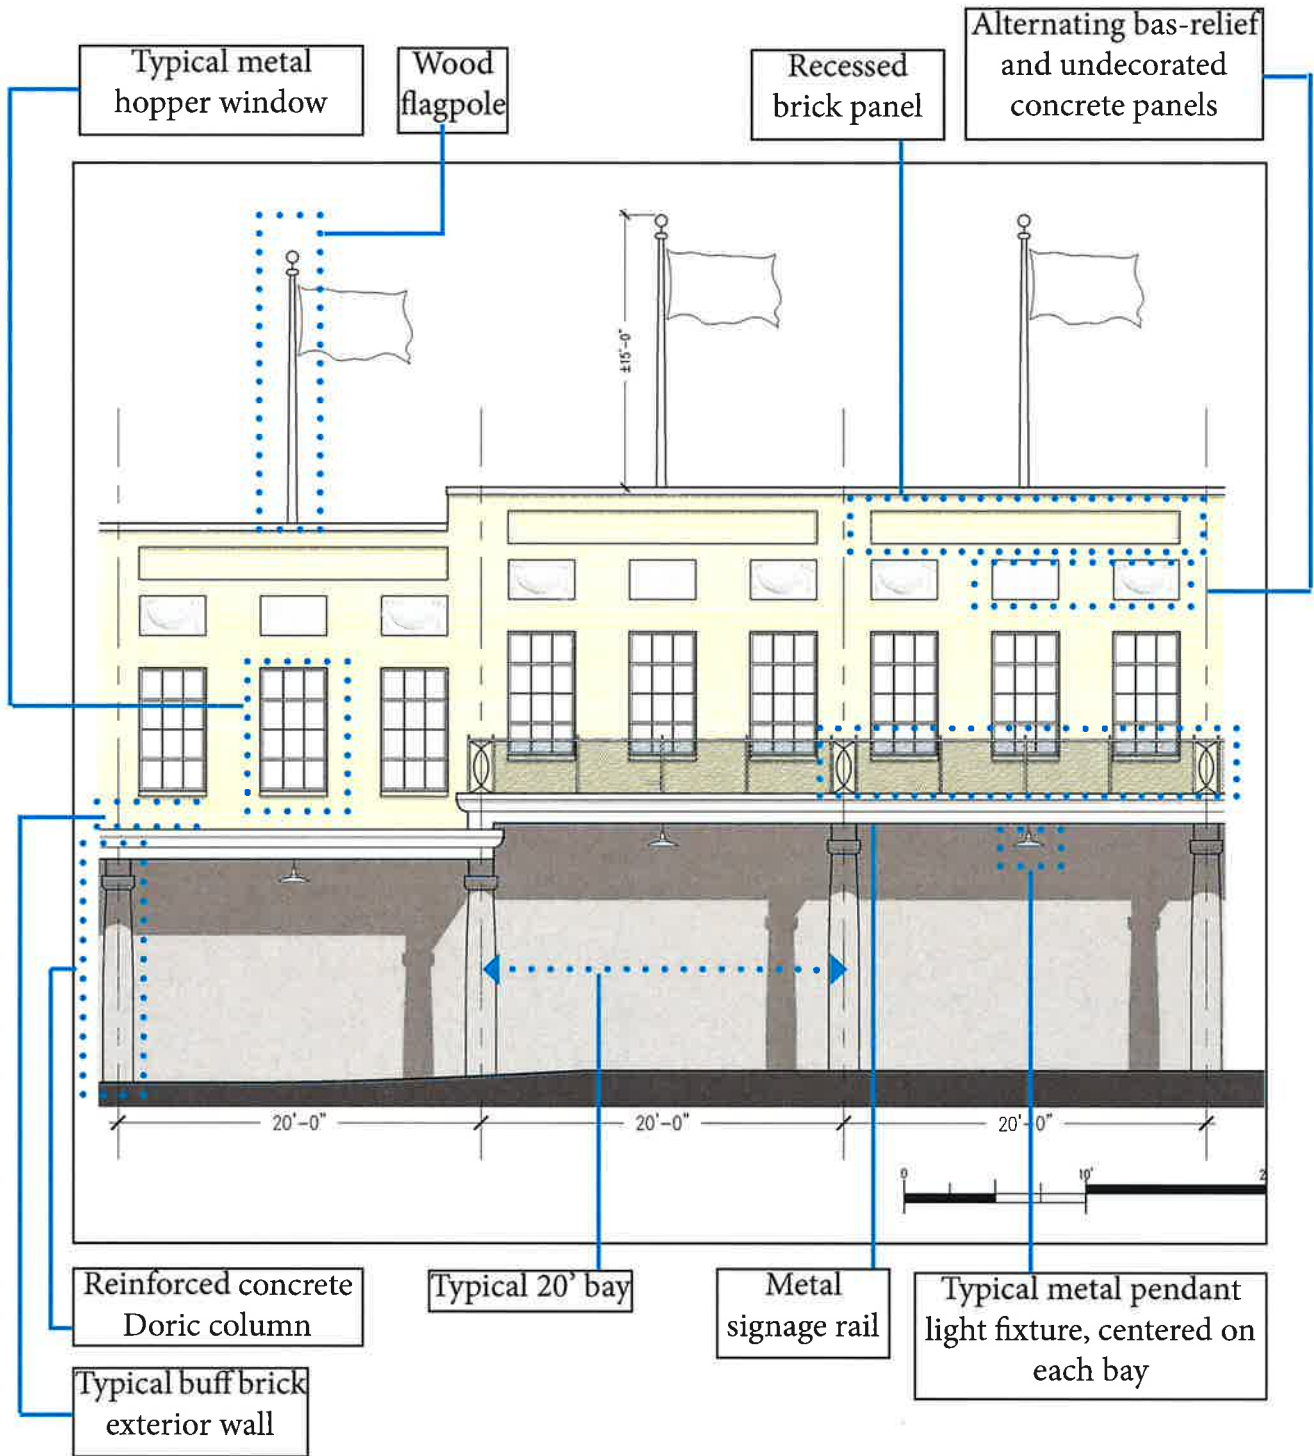 Typical metal
hopper window
Wood
flagpole
Recessed
brick panel
Alternating bas-relief
and undecorated
concrete panels
±15'-0"
20'-0"
20'-0"
20'-0"
0
10'
2
Reinforced concrete
Doric column
Typical 20' bay
Metal
signage rail
Typical metal pendant
light fixture, centered on
each bay
Typical buff brick
exterior wall